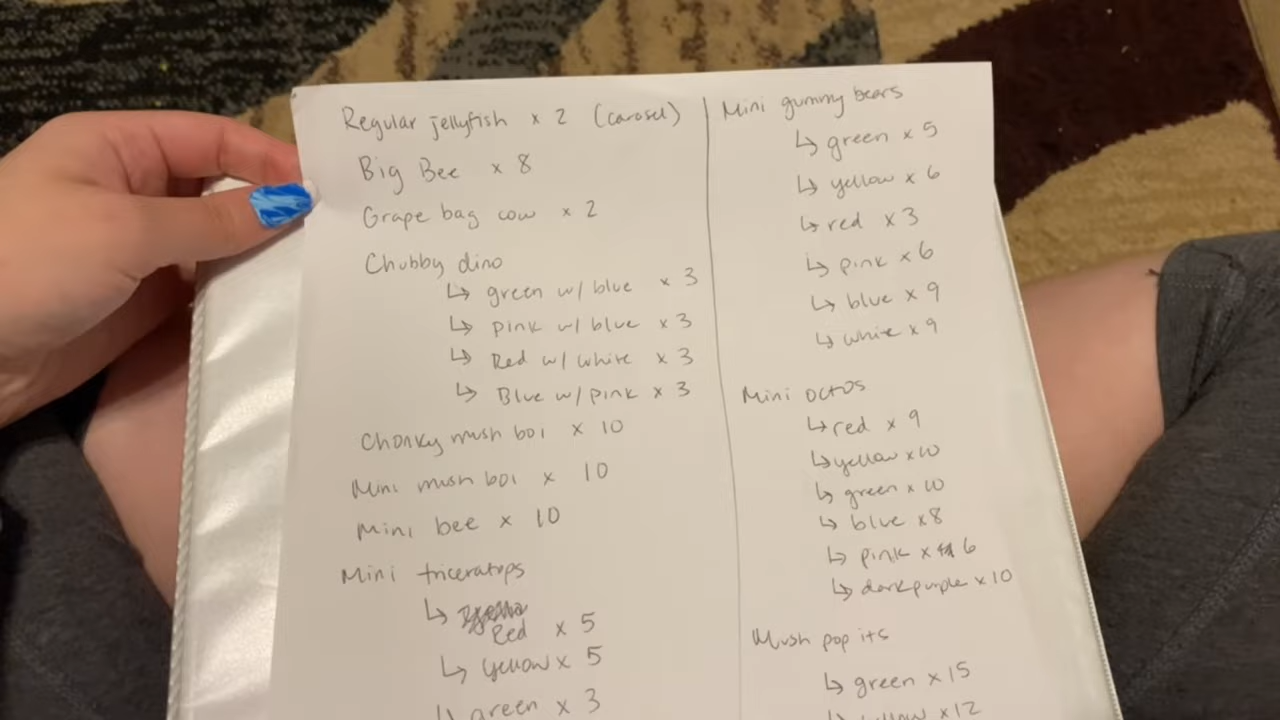 Regular jellyfish x 2 (carosel)
Big Bee x 8
Grape bag cow x 2
Chubby dino
↳ green w/ blue x 3
↳ pink w/ blue x 3
↳ Red w/ white x 3
↳ Blue w/ pink x 3
Chonky mush boi x 10
Mini mush boi x 10
Mini bee x 10
Mini triceratops
↳ Red x 5
↳ yellow x 5
↳ green x 3
Mini gummy bears
↳ green x 5
↳ yellow x 6
↳ red x 3
↳ pink x 6
↳ blue x 9
↳ white x 9
Mini octos
↳ red x 9
↳ yellow x 10
↳ green x 10
↳ blue x 8
↳ pink x 6
↳ dark purple x 10
Mush pop its
↳ green x 15
yellow x 12